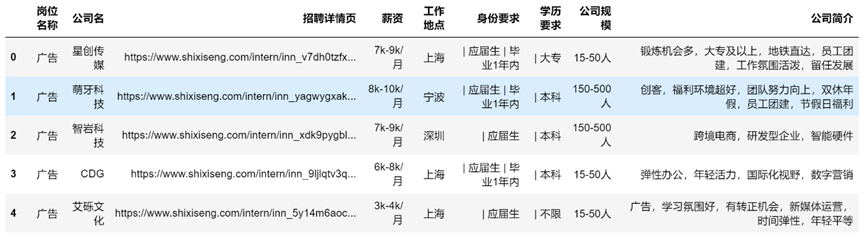 岗位名称 公司名 招聘详情页 薪资 工作地点 身份要求 学历要求 公司规模 公司简介
0 广告 星创传媒 https://www.shixiseng.com/intern/inn_v7dh0tzfx... 7k-9k/月 上海 | 应届生 | 毕业1年内 | 大专 15-50人 锻炼机会多，大专及以上，地铁直达，员工团建，工作氛围活泼，留任发展
1 广告 萌牙科技 https://www.shixiseng.com/intern/inn_yagwygxak... 8k-10k/月 宁波 | 应届生 | 毕业1年内 | 本科 150-500人 创客，福利环境超好，团队努力向上，双休年假，员工团建，节假日福利
2 广告 智岩科技 https://www.shixiseng.com/intern/inn_xdk9pygbl... 7k-9k/月 深圳 | 应届生 | 本科 150-500人 跨境电商，研发型企业，智能硬件
3 广告 CDG https://www.shixiseng.com/intern/inn_9ljlqtv3q... 6k-8k/月 上海 | 应届生 | 毕业1年内 | 本科 15-50人 弹性办公，年轻活力，国际化视野，数字营销
4 广告 艾砾文化 https://www.shixiseng.com/intern/inn_5y14m6aoc... 3k-4k/月 上海 | 应届生 | 不限 15-50人 广告，学习氛围好，有转正机会，新媒体运营，时间弹性，年轻平等